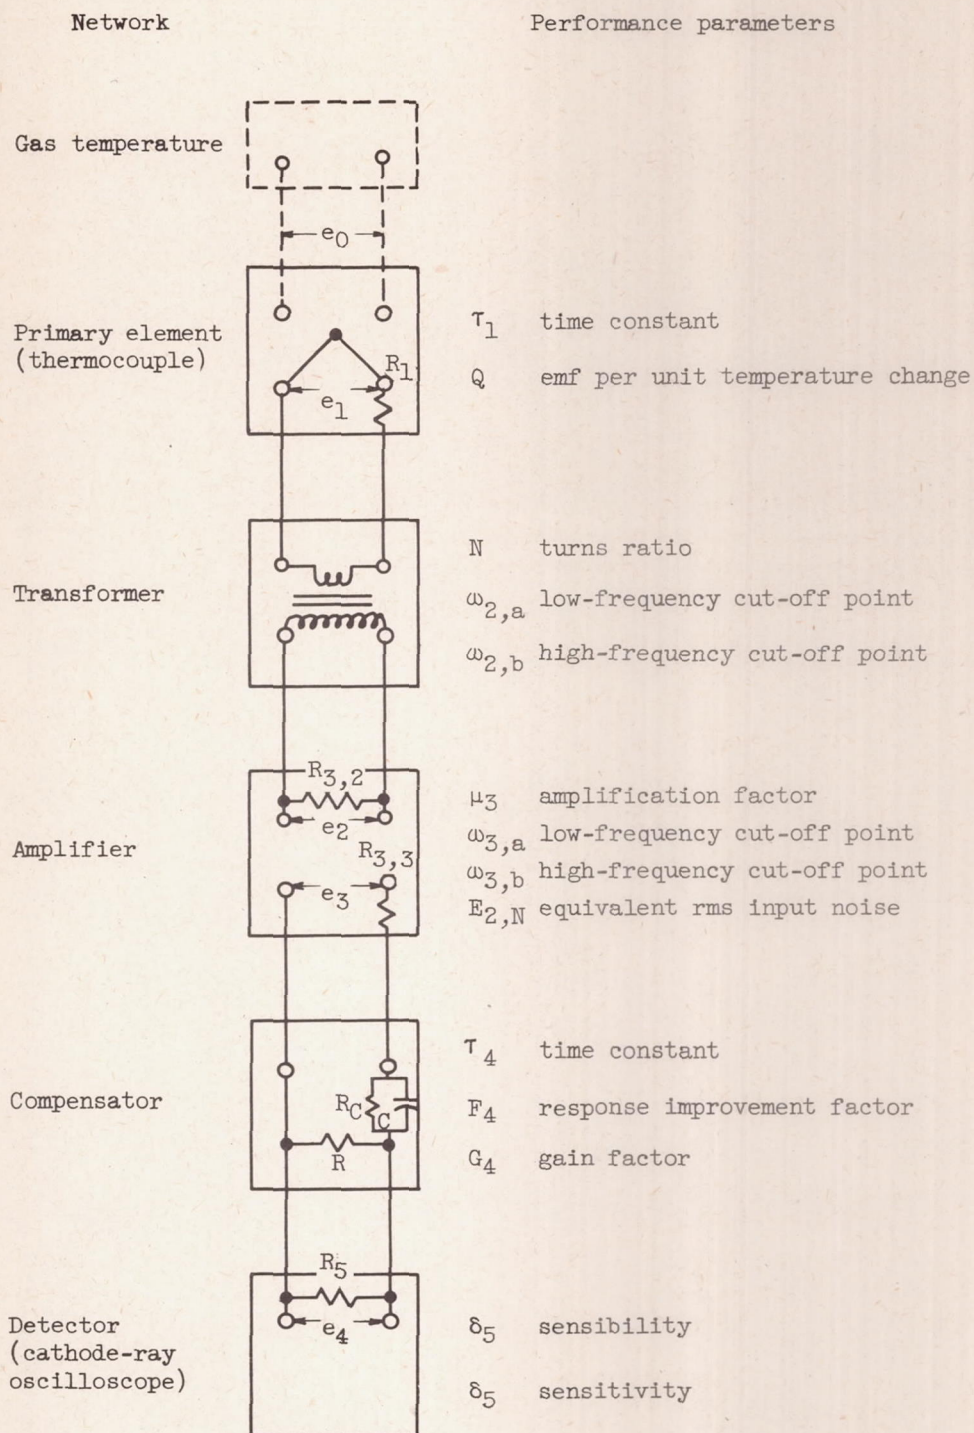 Network Performance parameters
Gas temperature
e0
Primary element
(thermocouple)
R1
e1
τ1 time constant
Q emf per unit temperature change
Transformer
N turns ratio
ω2,a low-frequency cut-off point
ω2,b high-frequency cut-off point
Amplifier
R3,2
e2
R3,3
e3
μ3 amplification factor
ω3,a low-frequency cut-off point
ω3,b high-frequency cut-off point
E2,N equivalent rms input noise
Compensator
RC
C
R
τ4 time constant
F4 response improvement factor
G4 gain factor
R5
e4
Detector
(cathode-ray
oscilloscope)
δ5 sensibility
δ5 sensitivity